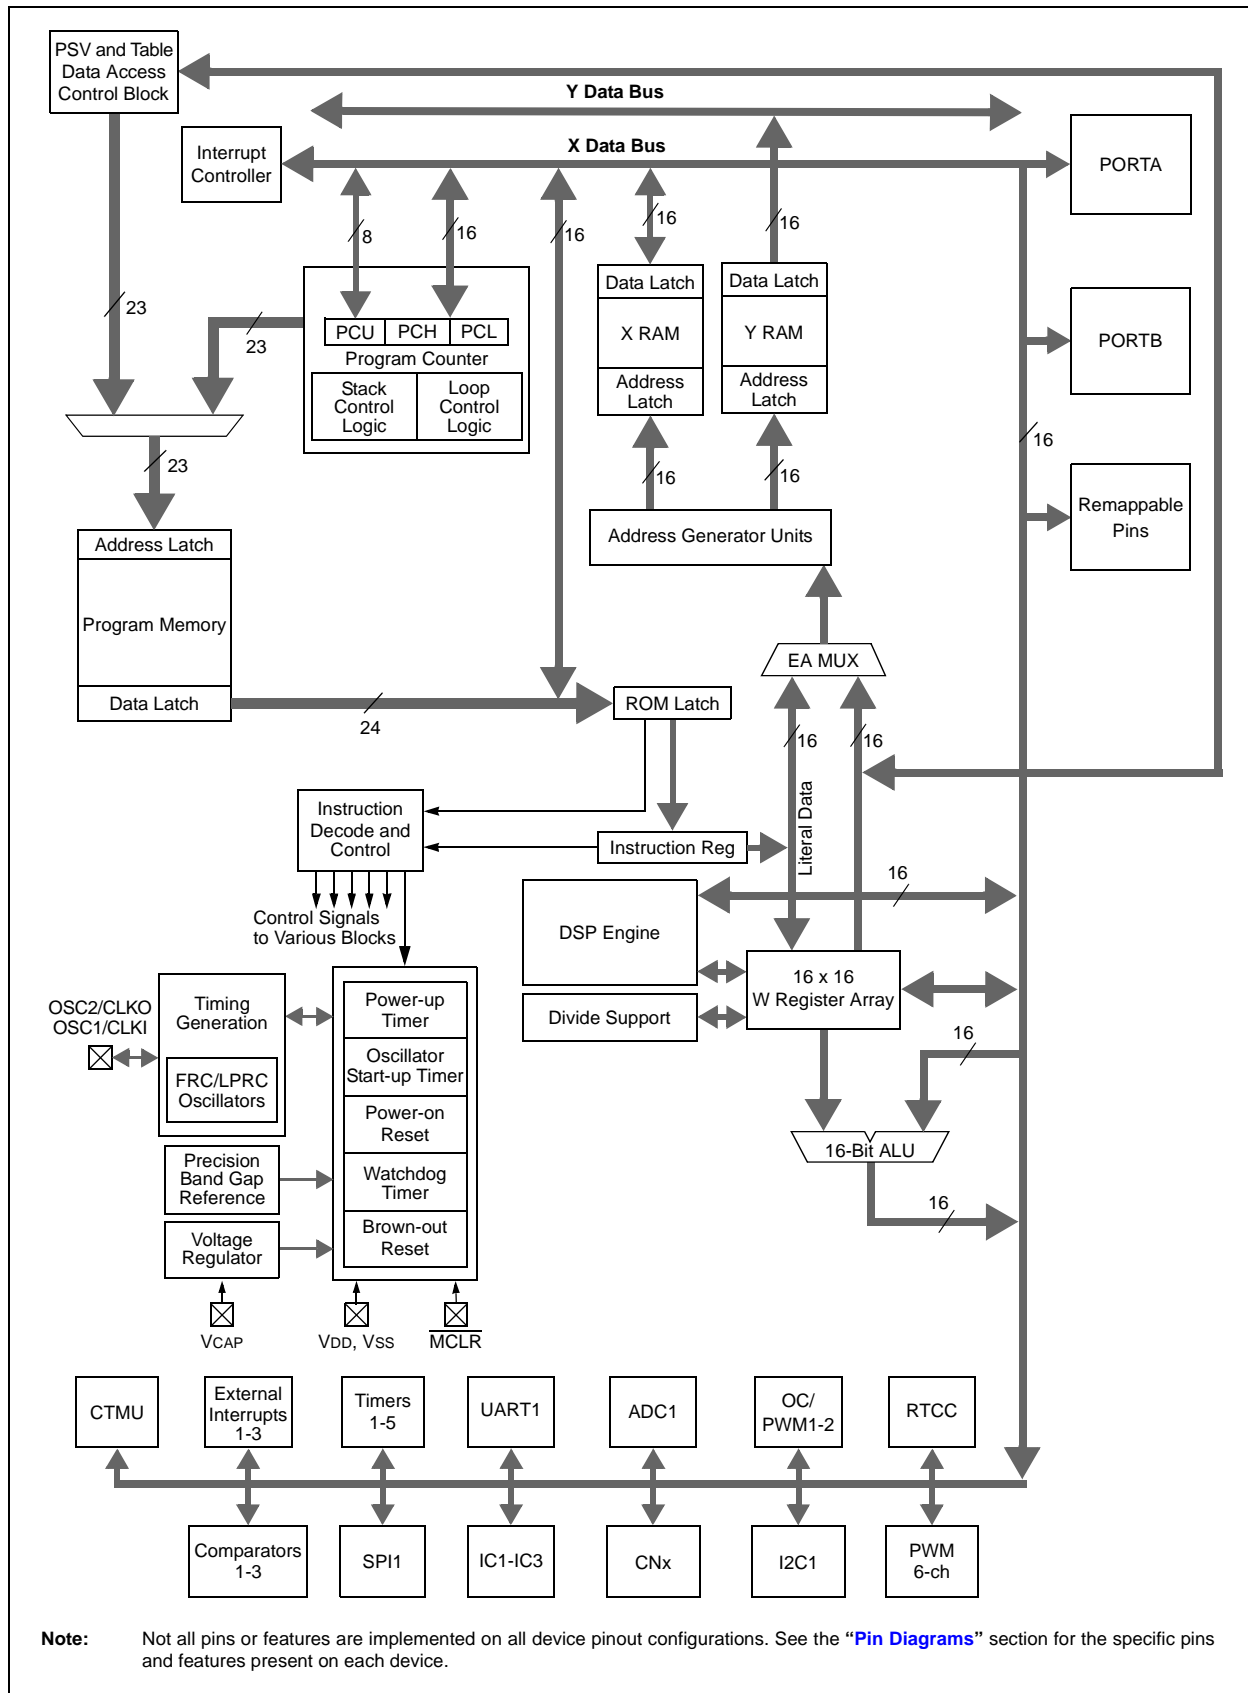 PSV and Table
Data Access
Control Block
Y Data Bus
X Data Bus
Interrupt
Controller
PORTA
8
16
16
16
16
23
23
Data Latch
X RAM
Address
Latch
Data Latch
Y RAM
Address
Latch
PCU
PCH
PCL
Program Counter
Stack
Control
Logic
Loop
Control
Logic
PORTB
16
23
16
16
Address Generator Units
Remappable
Pins
Address Latch
Program Memory
Data Latch
24
EA MUX
ROM Latch
16
16
Literal Data
Instruction
Decode and
Control
Instruction Reg
Control Signals
to Various Blocks
16
DSP Engine
16 x 16
W Register Array
Divide Support
OSC2/CLKO
OSC1/CLKI
Timing
Generation
FRC/LPRC
Oscillators
Power-up
Timer
Oscillator
Start-up Timer
Power-on
Reset
Watchdog
Timer
Brown-out
Reset
16
16-Bit ALU
16
Precision
Band Gap
Reference
Voltage
Regulator
VCAP
VDD, VSS
MCLR
CTMU
External
Interrupts
1-3
Timers
1-5
UART1
ADC1
OC/
PWM1-2
RTCC
Comparators
1-3
SPI1
IC1-IC3
CNx
I2C1
PWM
6-ch
Note: Not all pins or features are implemented on all device pinout configurations. See the “Pin Diagrams” section for the specific pins
and features present on each device.